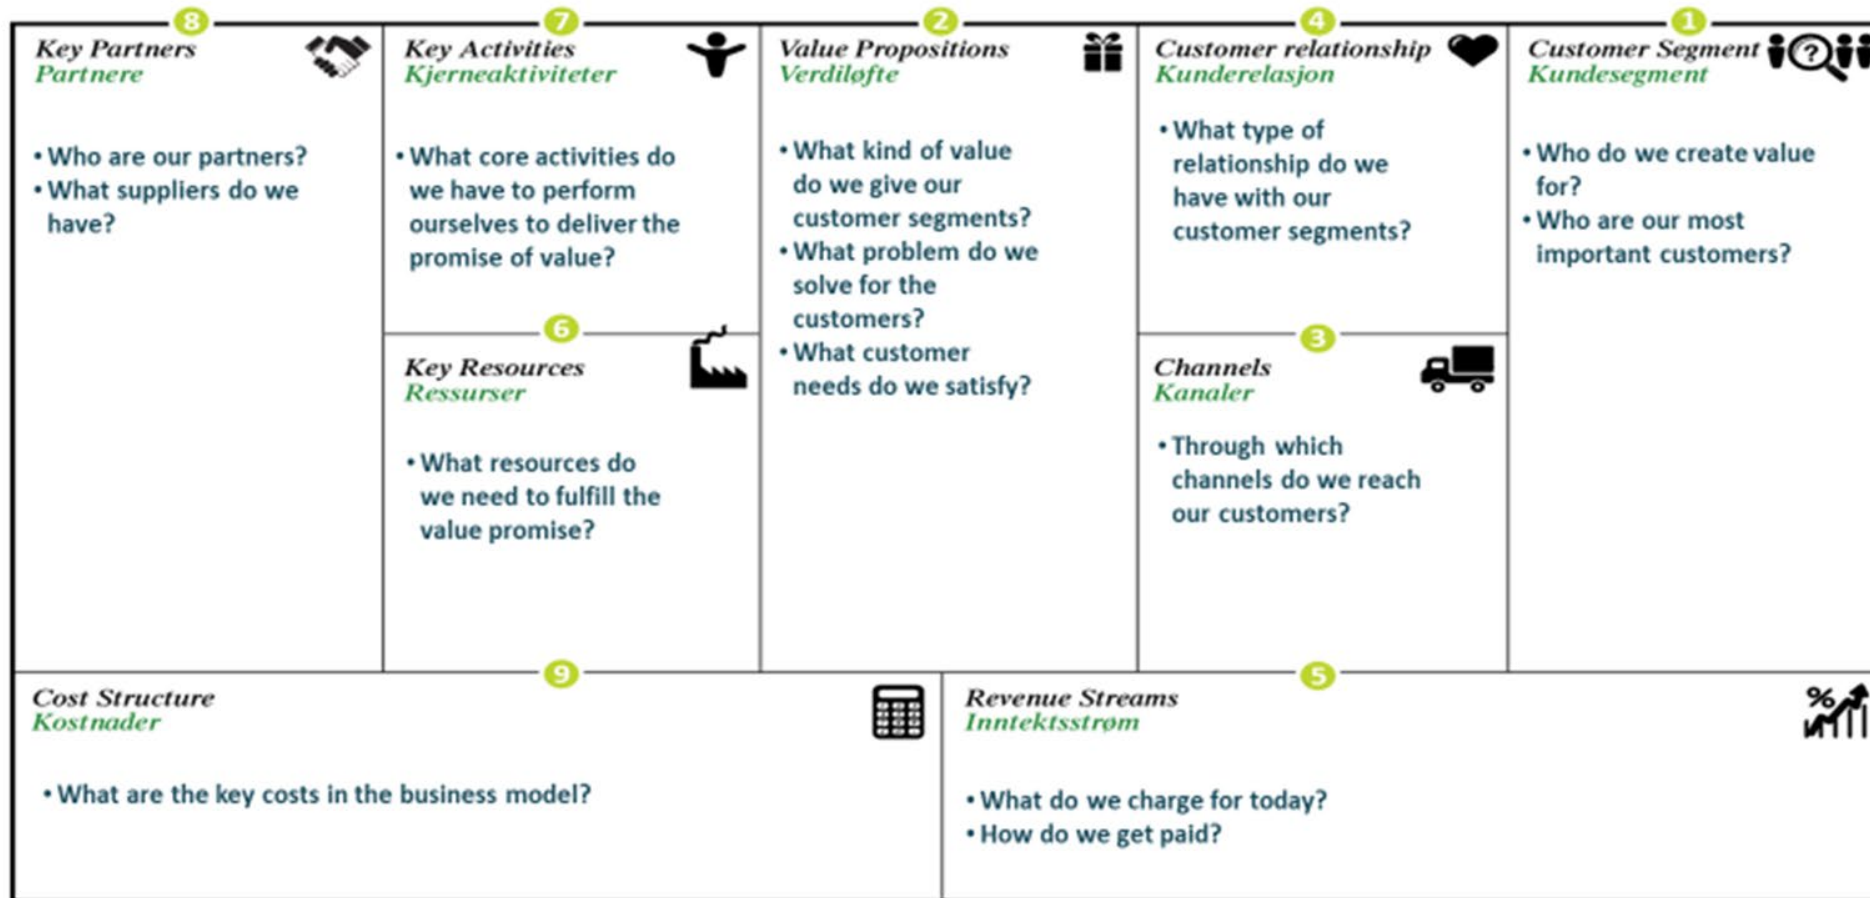 8
Key Partners
Partnere
• Who are our partners?
• What suppliers do we
have?
7
Key Activities
Kjerneaktiviteter
• What core activities do
we have to perform
ourselves to deliver the
promise of value?
6
Key Resources
Ressurser
• What resources do
we need to fulfill the
value promise?
2
Value Propositions
Verdiløfte
• What kind of value
do we give our
customer segments?
• What problem do we
solve for the
customers?
• What customer
needs do we satisfy?
4
Customer relationship
Kunderelasjon
• What type of
relationship do we
have with our
customer segments?
3
Channels
Kanaler
• Through which
channels do we reach
our customers?
1
Customer Segment
?
Kundesegment
• Who do we create value
for?
• Who are our most
important customers?
9
Cost Structure
Kostnader
• What are the key costs in the business model?
5
Revenue Streams
%
Inntektsstrøm
• What do we charge for today?
• How do we get paid?